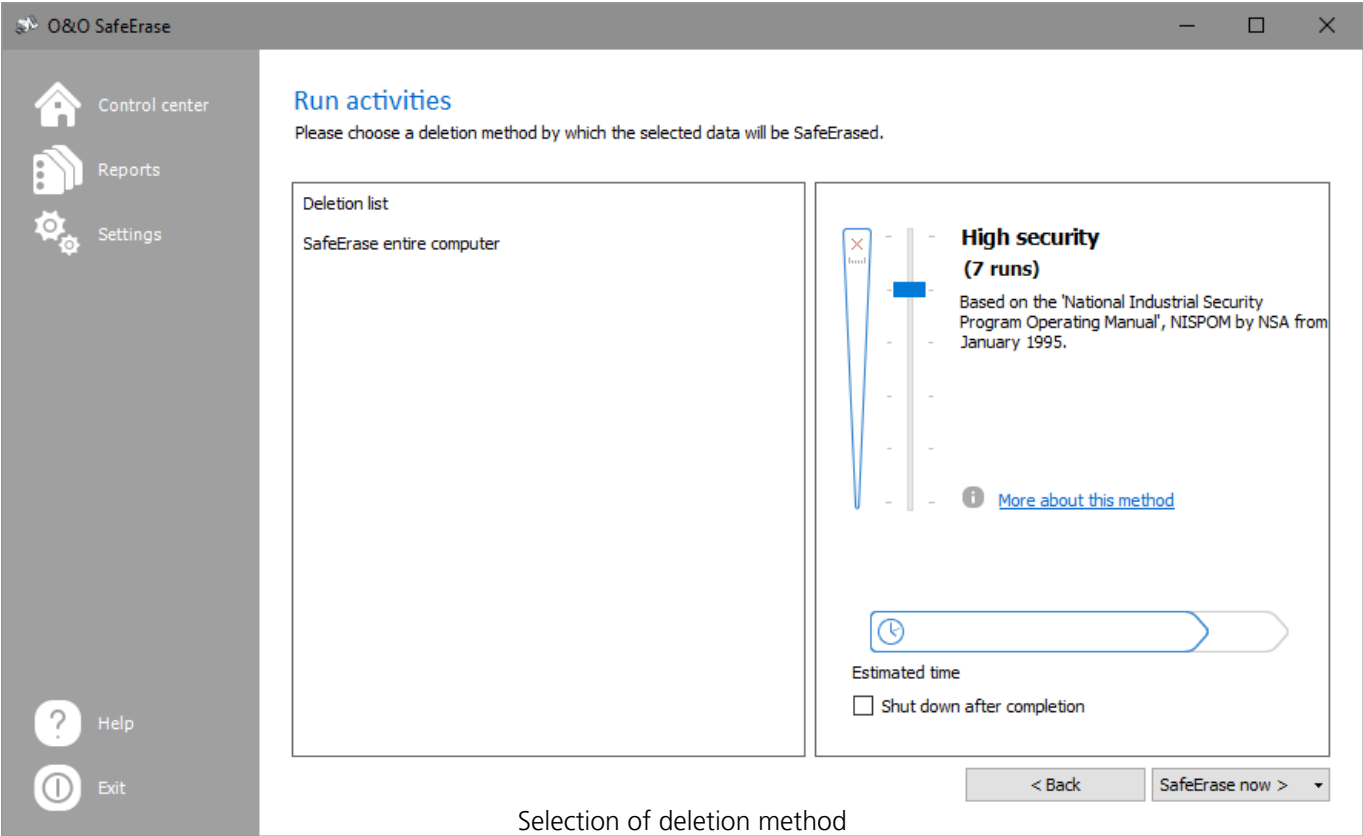 O&O SafeErase
Control center
Reports
Settings
Help
Exit
Run activities
Please choose a deletion method by which the selected data will be SafeErased.
Deletion list
SafeErase entire computer
High security
(7 runs)
Based on the 'National Industrial Security
Program Operating Manual', NISPOM by NSA from
January 1995.
More about this method
Estimated time
Shut down after completion
< Back
SafeErase now >
Selection of deletion method